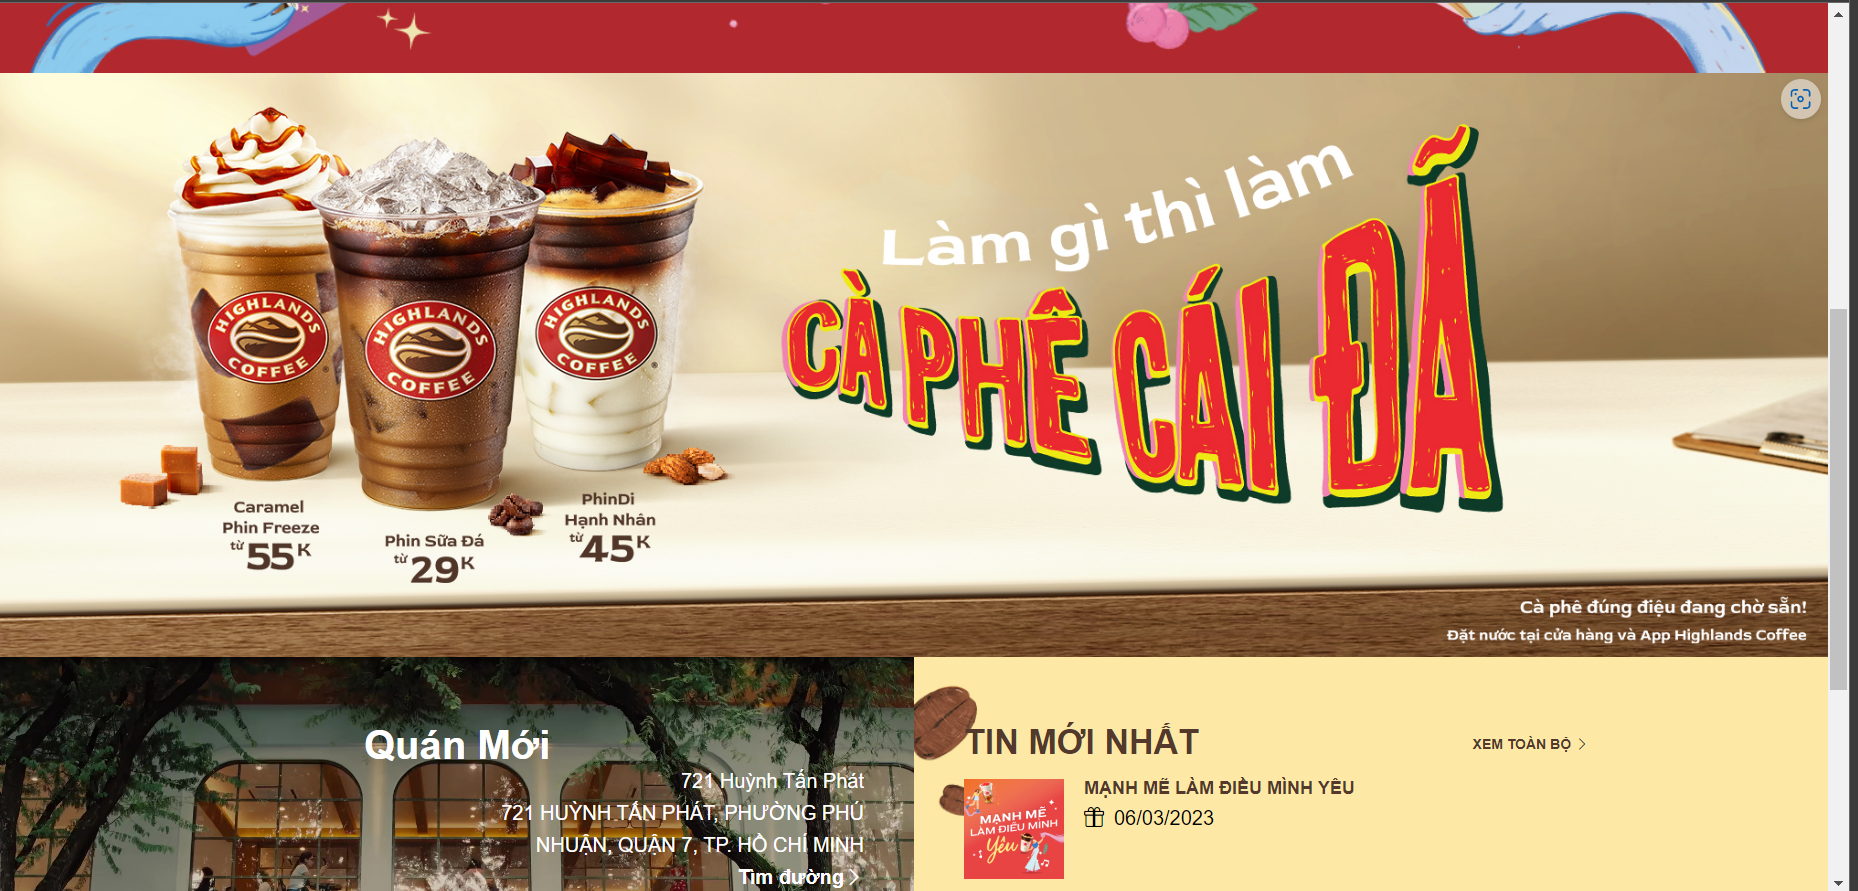 Làm gì thì làm
CÀ PHÊ CÁI ĐÃ
HIGHLANDS
COFFEE
HIGHLANDS
COFFEE
®
HIGHLANDS
COFFEE
®
Caramel
Phin Freeze
từ 55K
Phin Sữa Đá
từ 29K
PhinDi
Hạnh Nhân
từ 45K
Cà phê đúng điệu đang chờ sẵn!
Đặt nước tại cửa hàng và App Highlands Coffee
Quán Mới
721 Huỳnh Tấn Phát
721 HUỲNH TẤN PHÁT, PHƯỜNG PHÚ
NHUẬN, QUẬN 7, TP. HỒ CHÍ MINH
Tìm đường
TIN MỚI NHẤT
XEM TOÀN BỘ
MẠNH MẼ
LÀM ĐIỀU MÌNH
Yêu
MẠNH MẼ LÀM ĐIỀU MÌNH YÊU
06/03/2023